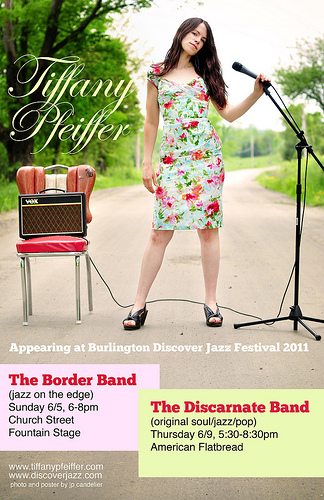 Tiffany
Pfeiffer
VOX
Appearing at Burlington Discover Jazz Festival 2011
The Border Band
(jazz on the edge)
Sunday 6/5, 6-8pm
Church Street
Fountain Stage
The Discarnate Band
(original soul/jazz/pop)
Thursday 6/9, 5:30-8:30pm
American Flatbread
www.tiffanypfeiffer.com
www.discoverjazz.com
photo and poster by jp candelier